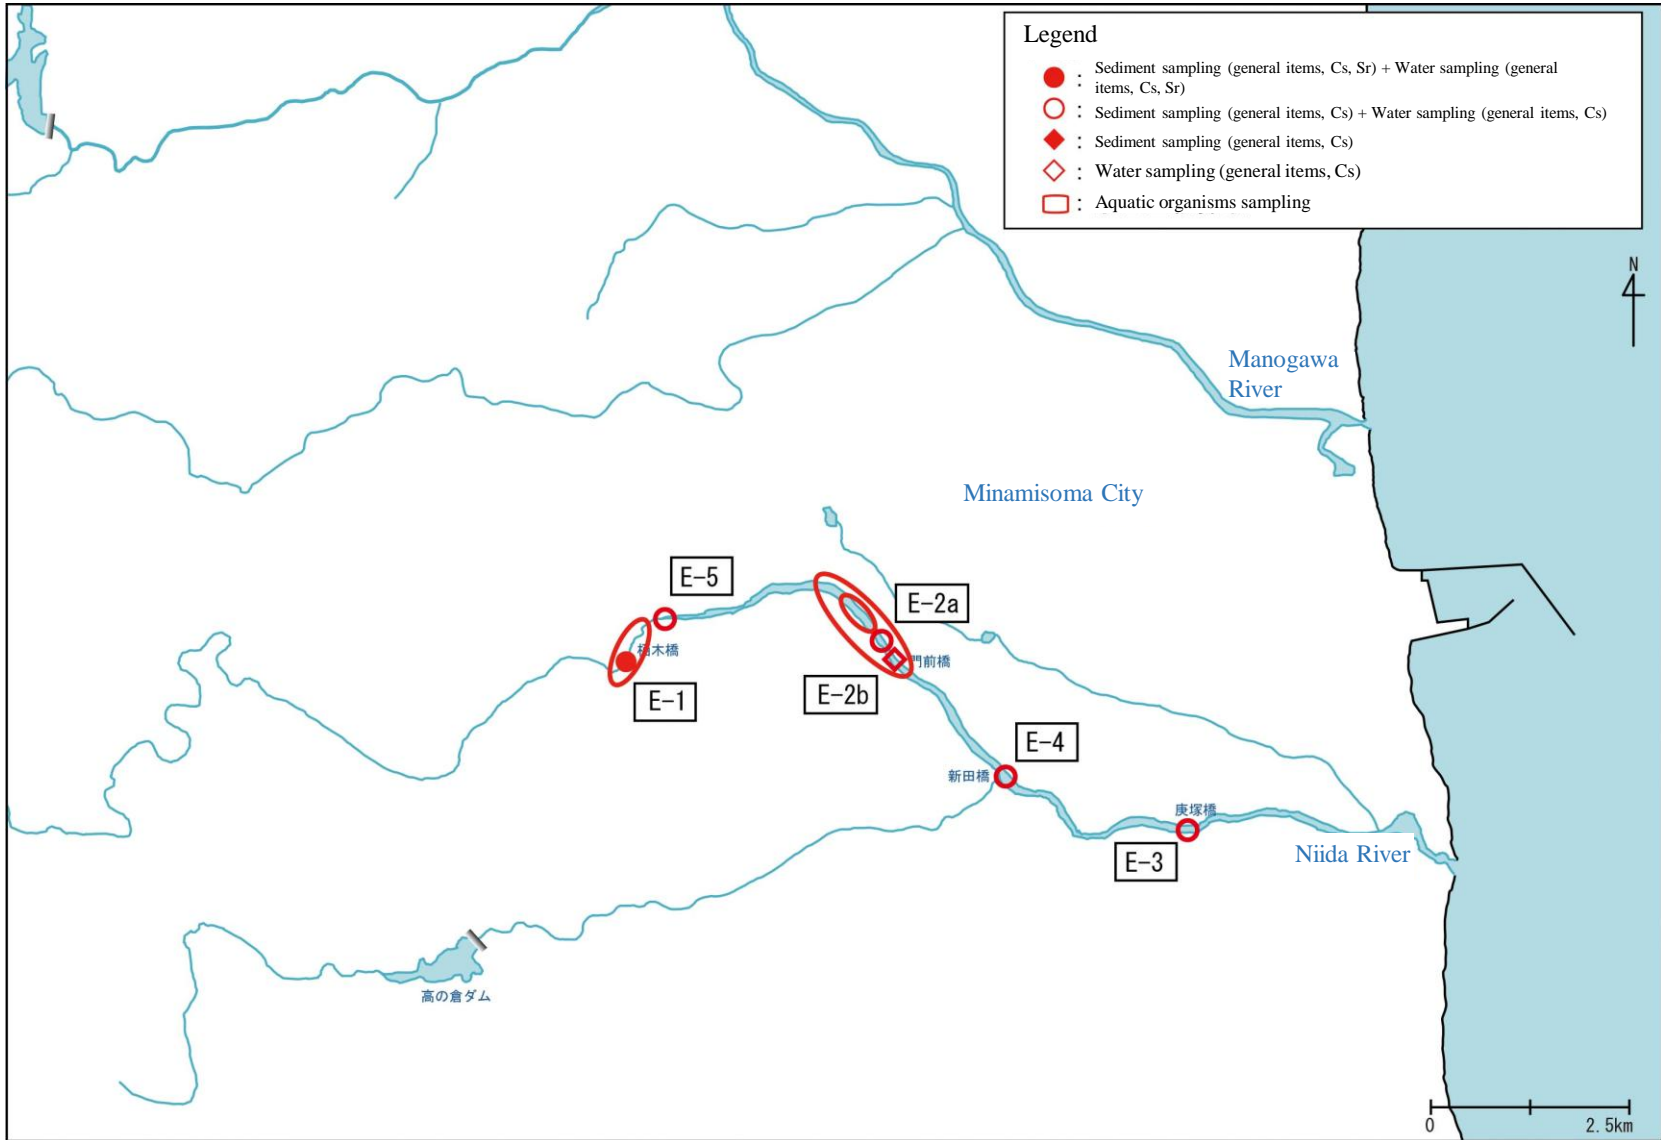 Legend
: Sediment sampling (general items, Cs, Sr) + Water sampling (general
items, Cs, Sr)
: Sediment sampling (general items, Cs) + Water sampling (general items, Cs)
: Sediment sampling (general items, Cs)
: Water sampling (general items, Cs)
: Aquatic organisms sampling
N
Manogawa
River
Minamisoma City
E-5
E-2a
木橋
門前橋
E-1
E-2b
E-4
新田橋
庚塚橋
E-3
Niida River
高の倉ダム
0 2.5km